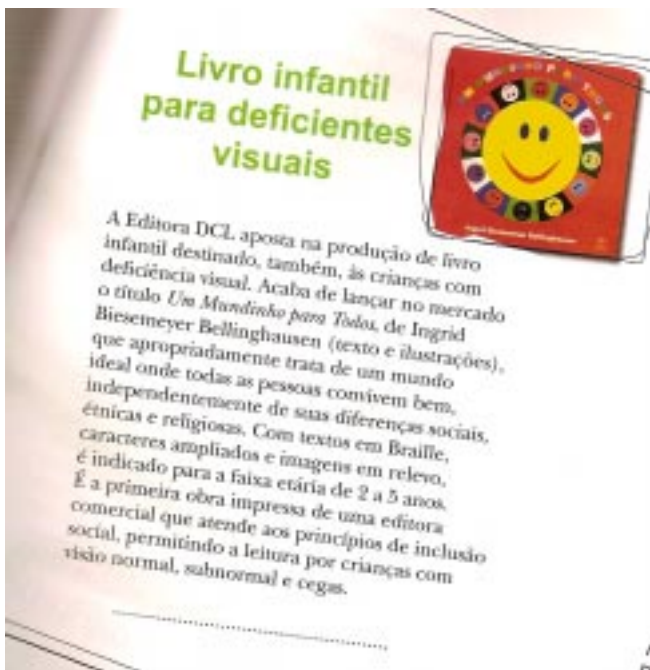 Livro infantil
para deficientes
visuais
A Editora DCL aposta na produção de livro
infantil destinado, também, às crianças com
deficiência visual. Acaba de lançar no mercado
o título Um Mundinho para Todos, de Ingrid
Biesemeyer Bellinghausen (texto e ilustrações),
que apropriadamente trata de um mundo
ideal onde todas as pessoas convivem bem,
independentemente de suas diferenças sociais,
étnicas e religiosas. Com textos em Braille,
caracteres ampliados e imagens em relevo,
é indicado para a faixa etária de 2 a 5 anos.
É a primeira obra impressa de uma editora
comercial que atende aos princípios de inclusão
social, permitindo a leitura por crianças com
visão normal, subnormal e cegas.